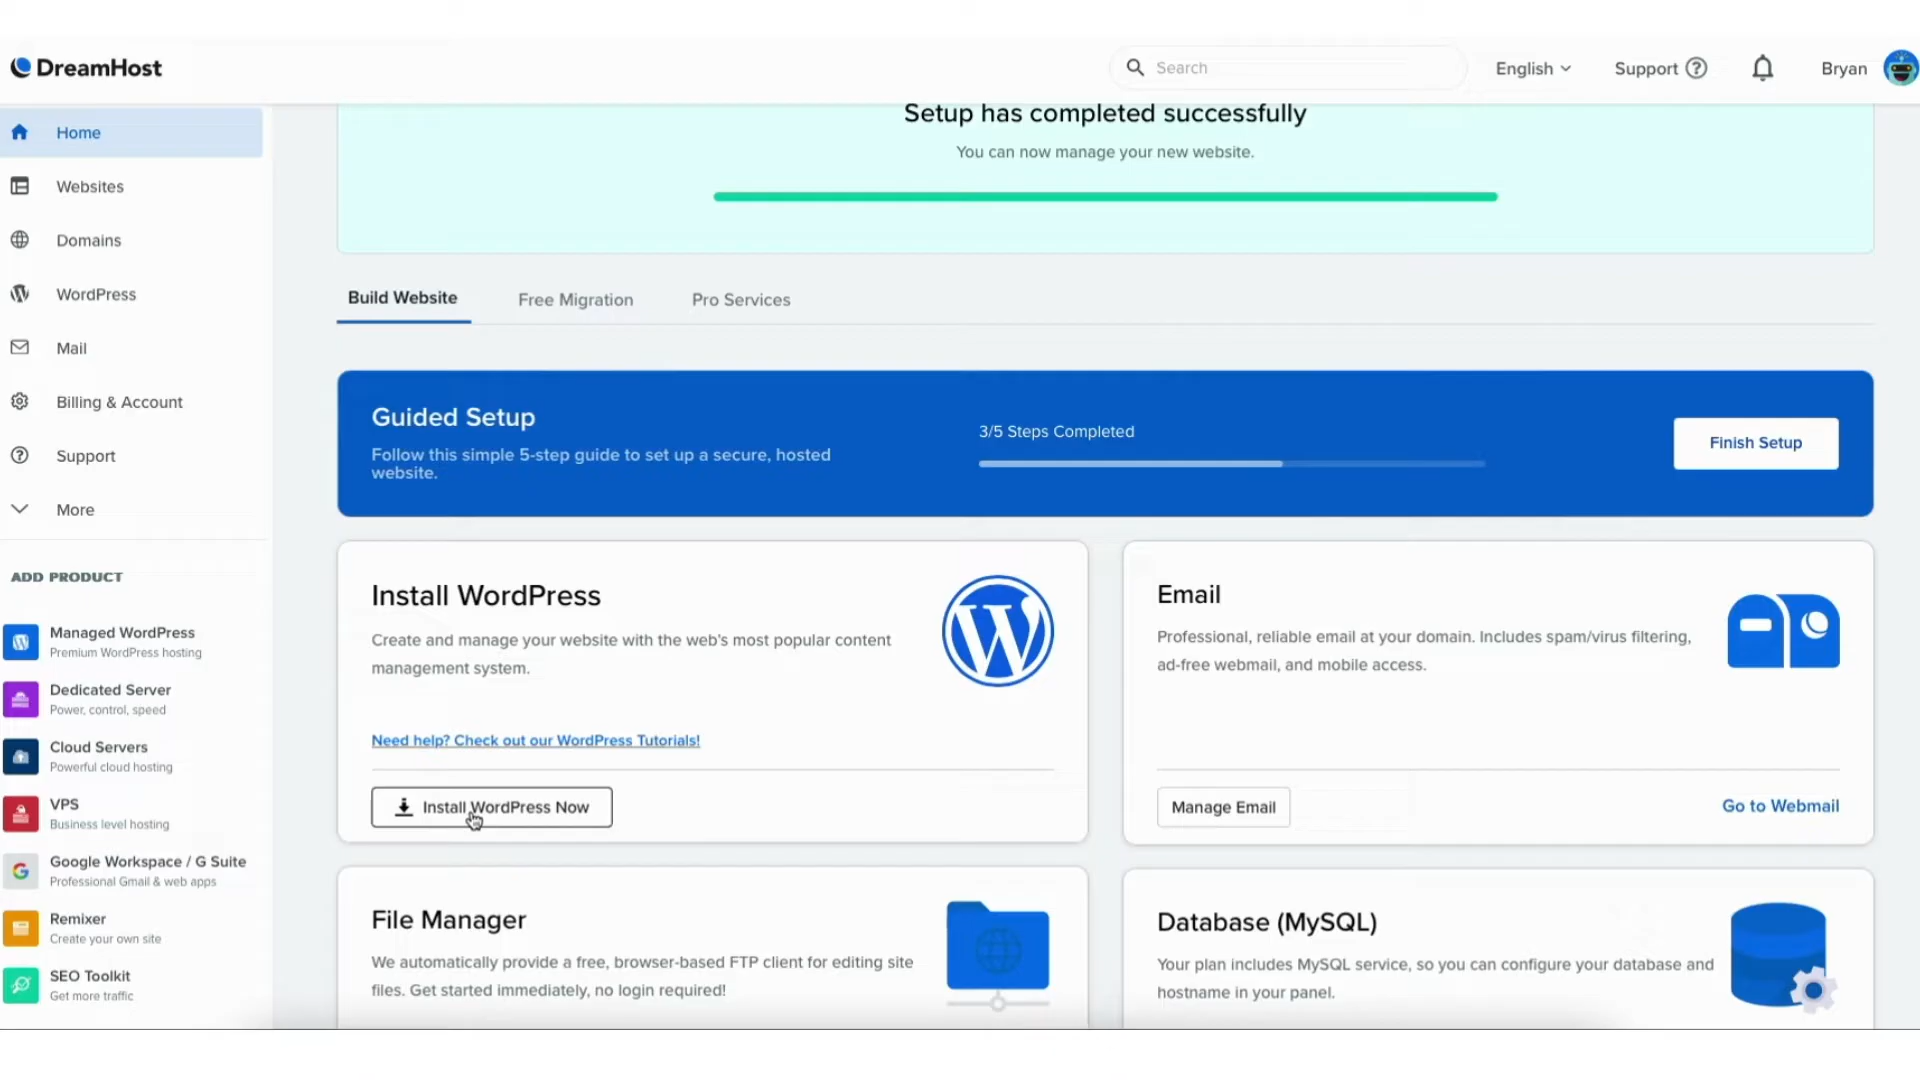 DreamHost
Search
English
Support
Bryan
Home
Websites
Domains
WordPress
Mail
Billing & Account
Support
More
ADD PRODUCT
Managed WordPress
Premium WordPress hosting
Dedicated Server
Power, control, speed
Cloud Servers
Powerful cloud hosting
VPS
Business level hosting
Google Workspace / G Suite
Professional Gmail & web apps
Remixer
Create your own site
SEO Toolkit
Get more traffic
Setup has completed successfully
You can now manage your new website.
Build Website
Free Migration
Pro Services
Guided Setup
Follow this simple 5-step guide to set up a secure, hosted
website.
3/5 Steps Completed
Finish Setup
Install WordPress
Create and manage your website with the web's most popular content
management system.
Need help? Check out our WordPress Tutorials!
Install WordPress Now
Email
Professional, reliable email at your domain. Includes spam/virus filtering,
ad-free webmail, and mobile access.
Manage Email
Go to Webmail
File Manager
We automatically provide a free, browser-based FTP client for editing site
files. Get started immediately, no login required!
Database (MySQL)
Your plan includes MySQL service, so you can configure your database and
hostname in your panel.